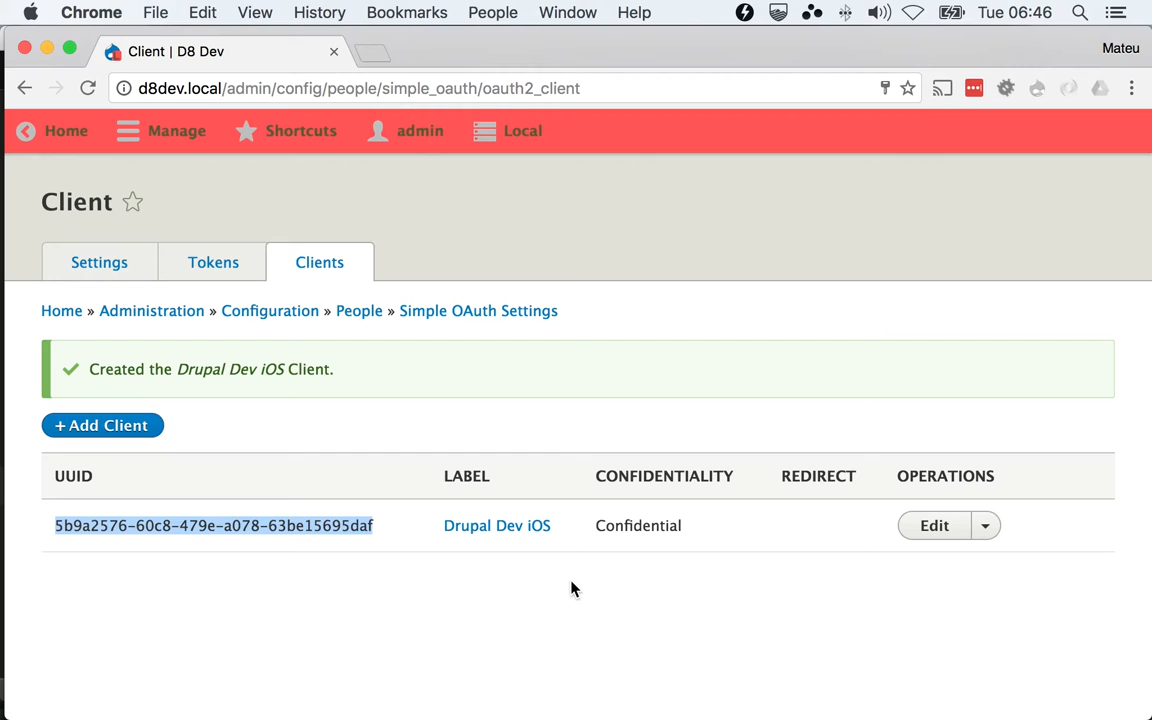 Chrome File Edit View History Bookmarks People Window Help Tue 06:46
Client | D8 Dev Mateu
d8dev.local/admin/config/people/simple_oauth/oauth2_client
Home Manage Shortcuts admin Local
Client
Settings Tokens Clients
Home » Administration » Configuration » People » Simple OAuth Settings
Created the Drupal Dev iOS Client.
+ Add Client
UUID LABEL CONFIDENTIALITY REDIRECT OPERATIONS
5b9a2576-60c8-479e-a078-63be15695daf Drupal Dev iOS Confidential Edit